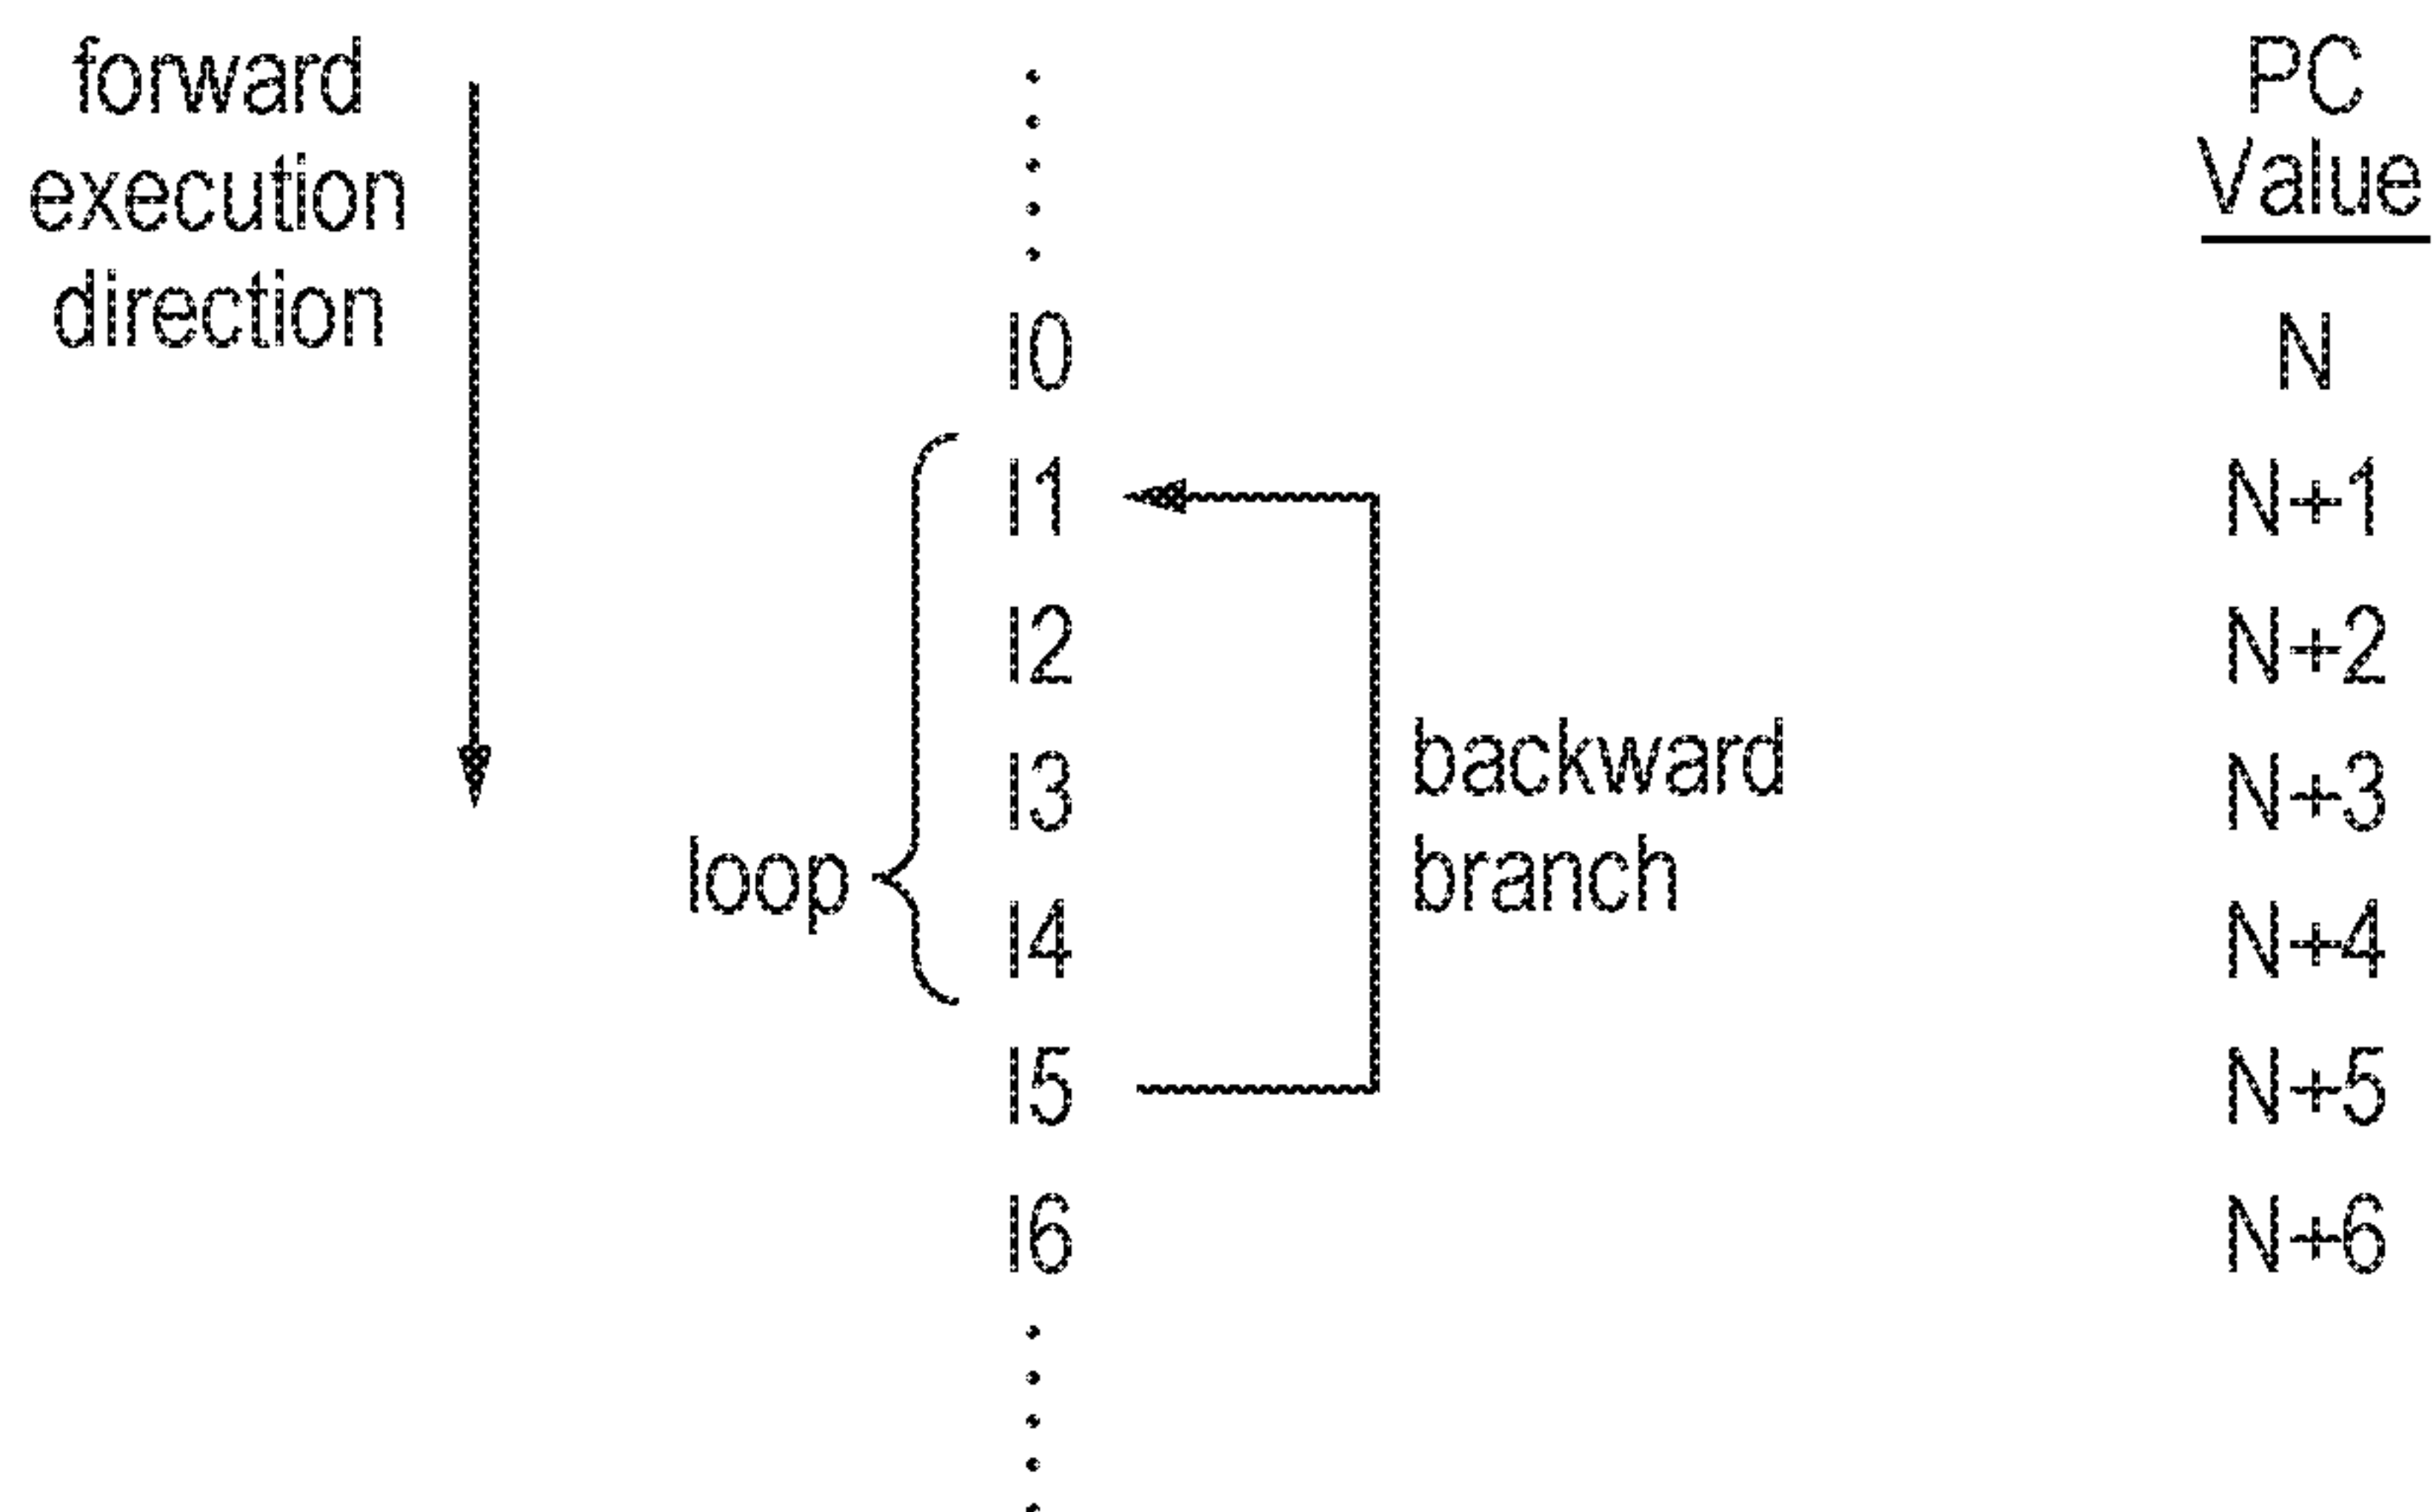 forward
execution
direction
PC
Value
I0 N
I1 N+1
I2 N+2
I3 N+3
I4 N+4
I5 N+5
I6 N+6
loop
backward
branch